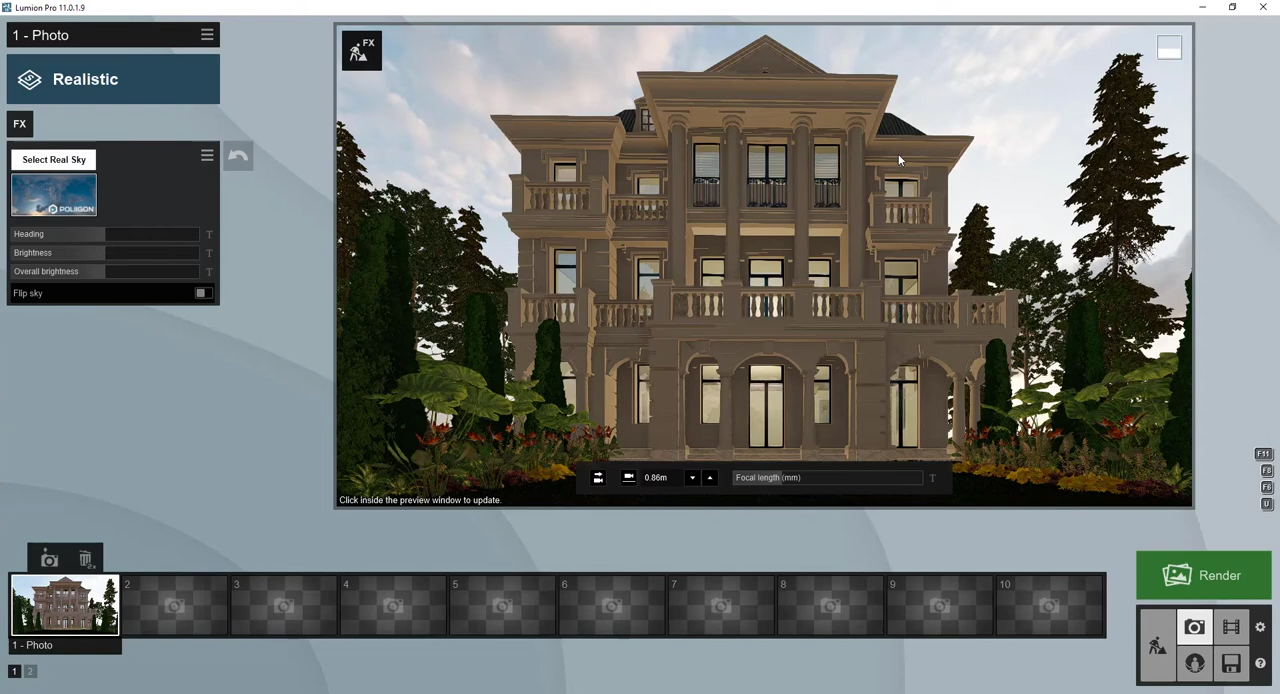 Lumion Pro 11.0.1.9
1 - Photo
Realistic
FX
Select Real Sky
POLIIGON
Heading T
Brightness T
Overall brightness T
Flip sky
FX
0.86m
Focal length (mm) T
Click inside the preview window to update.
F11
F8
F6
U
2x
2 3 4 5 6 7 8 9 10
1 - Photo
1 2
Render
?